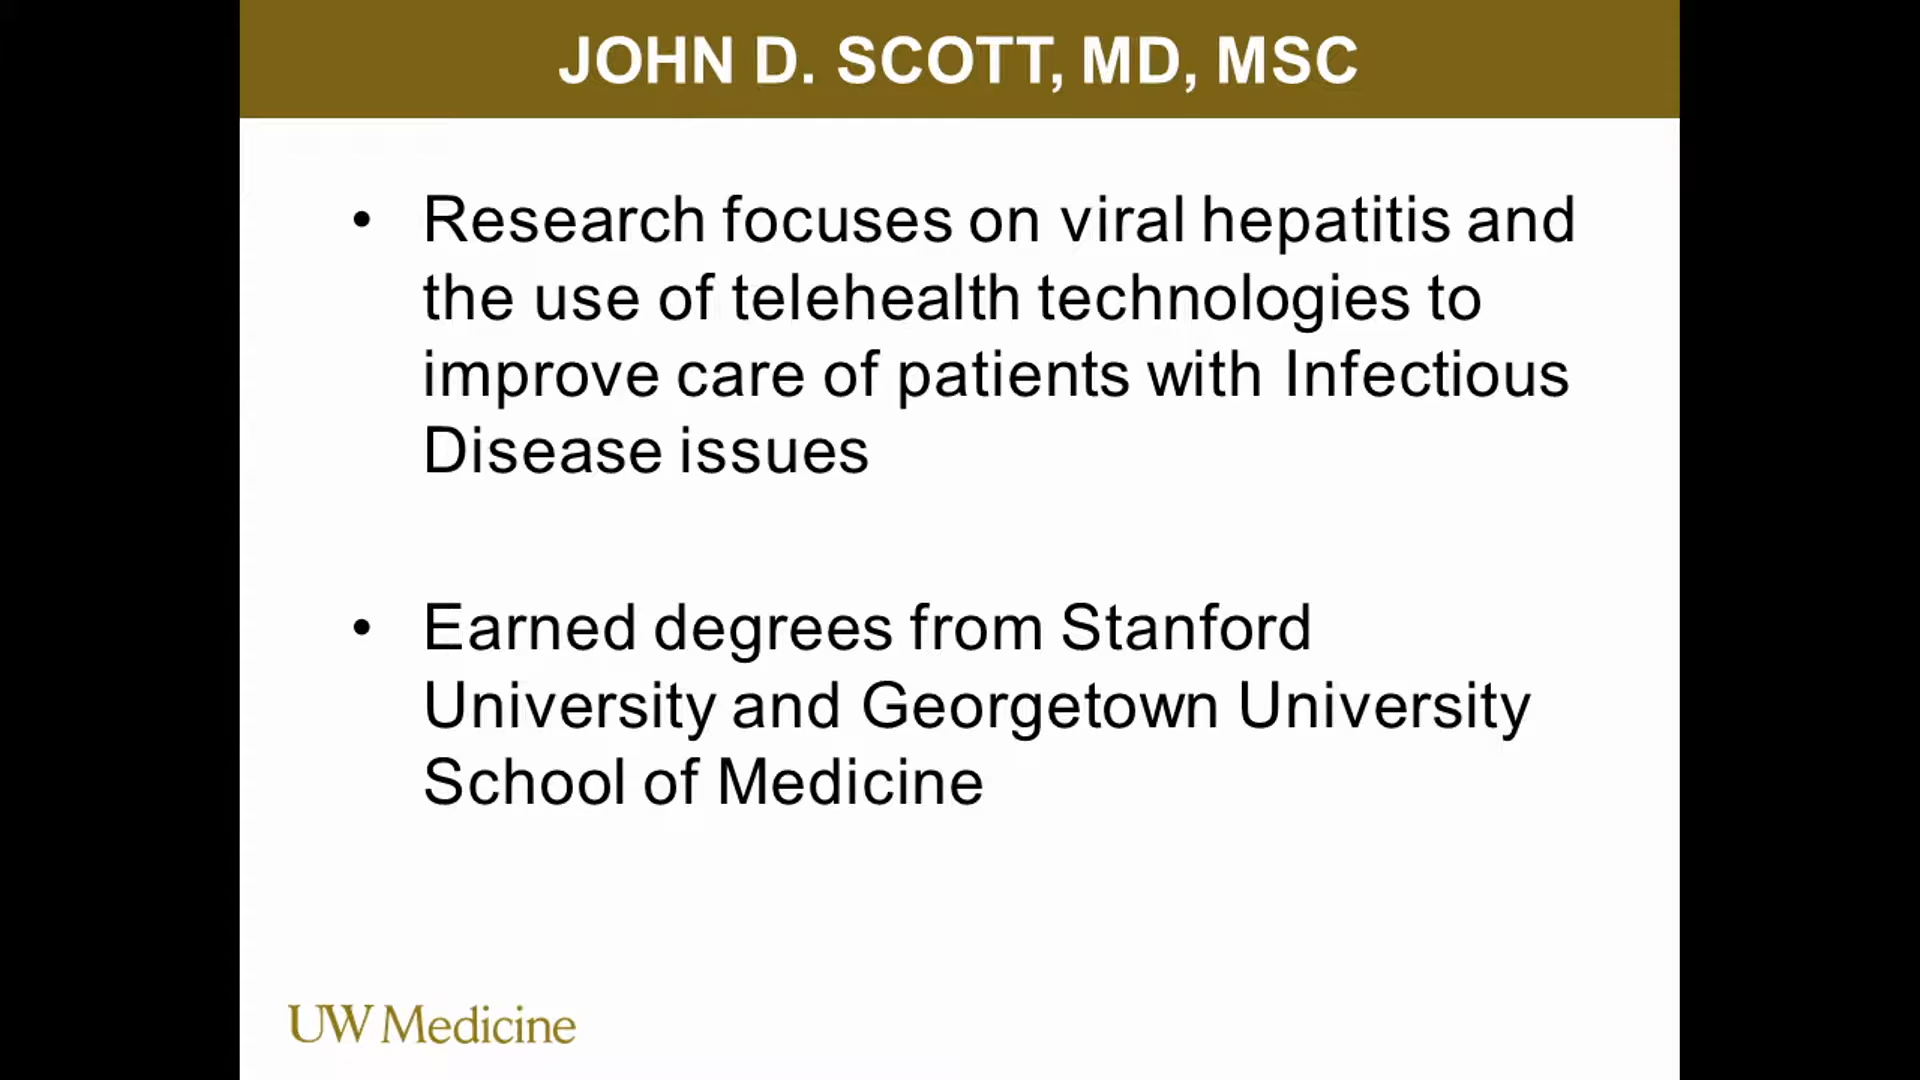 JOHN D. SCOTT, MD, MSC
• Research focuses on viral hepatitis and
the use of telehealth technologies to
improve care of patients with Infectious
Disease issues
• Earned degrees from Stanford
University and Georgetown University
School of Medicine
UW Medicine